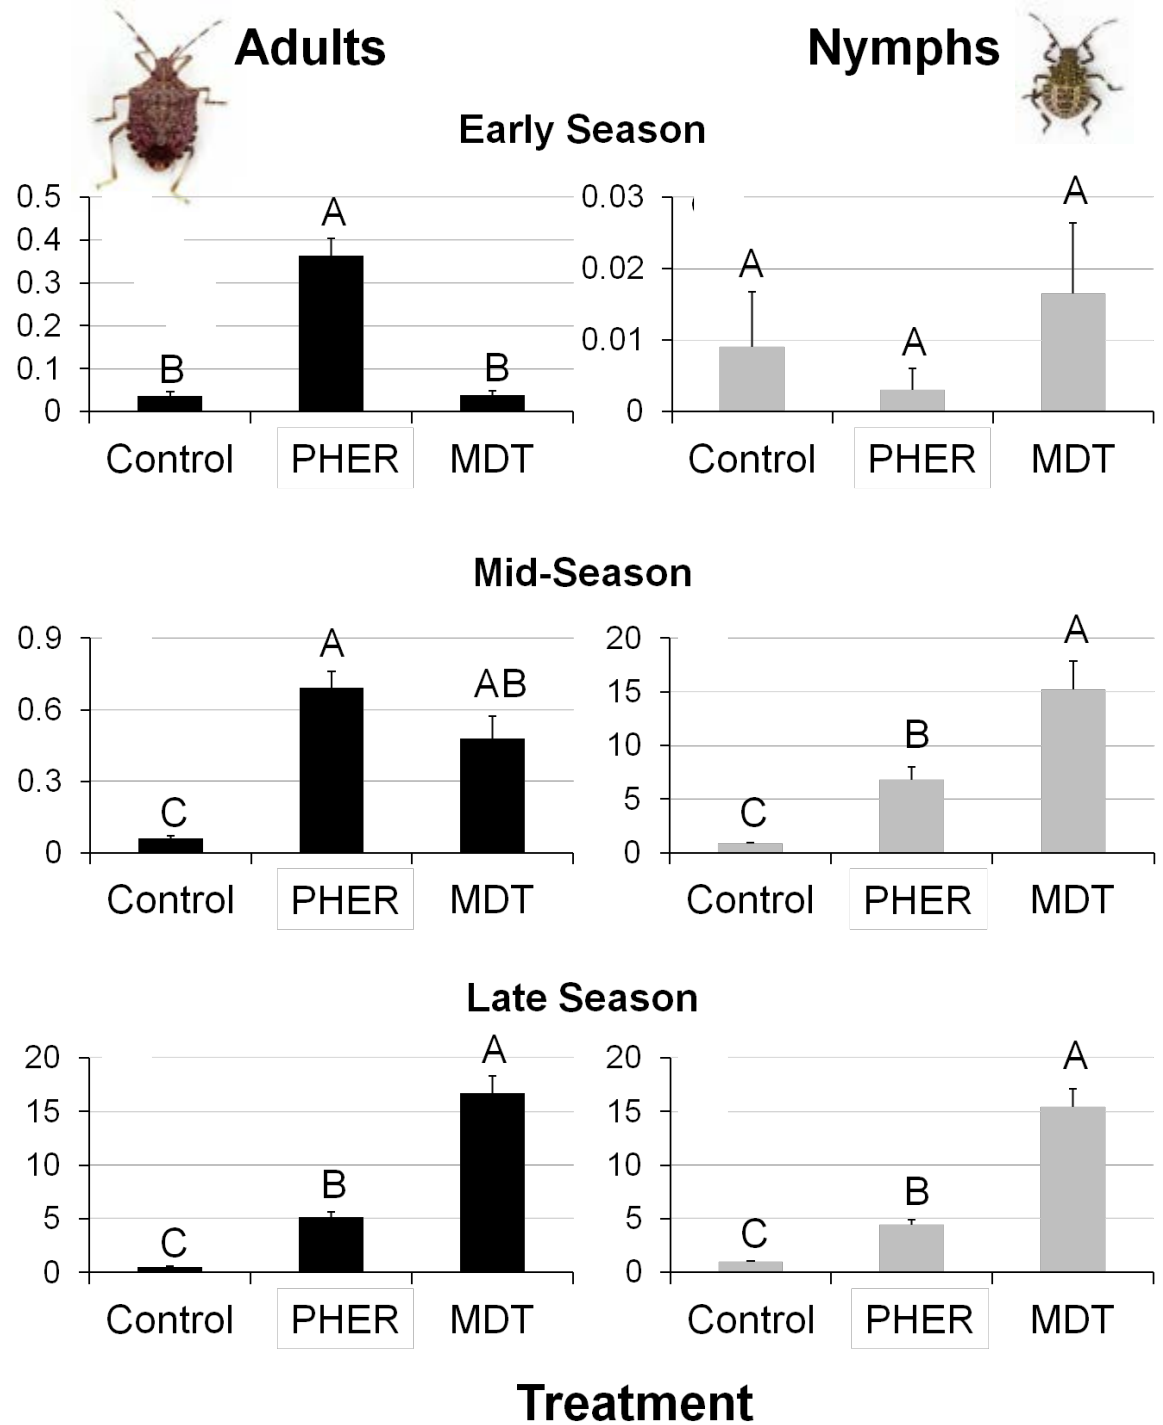 Adults
Nymphs
Early Season
0.5
0.4
0.3
0.2
0.1
0
B
A
B
Control PHER MDT
0.03
0.02
0.01
0
A
A
A
Control PHER MDT
Mid-Season
0.9
0.6
0.3
0
C
A
AB
Control PHER MDT
20
15
10
5
0
C
B
A
Control PHER MDT
Late Season
20
15
10
5
0
C
B
A
Control PHER MDT
20
15
10
5
0
C
B
A
Control PHER MDT
Treatment